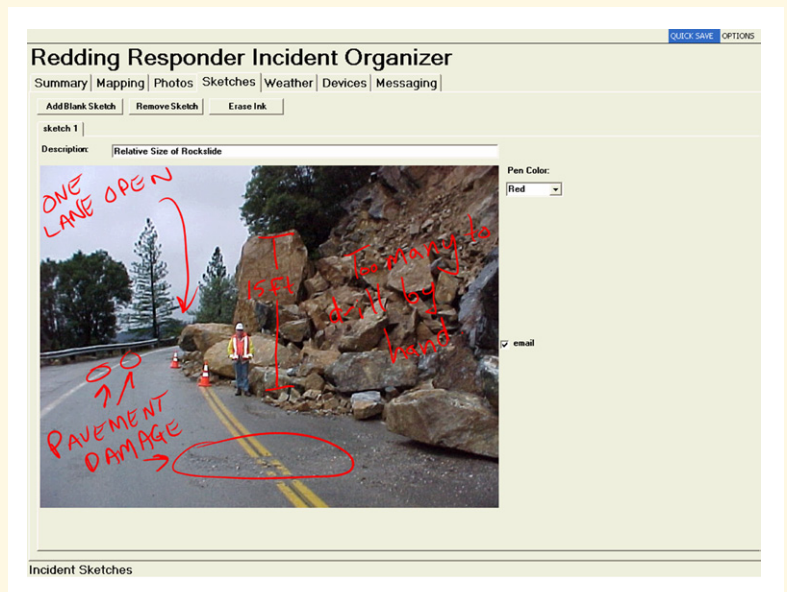 QUICK SAVE OPTIONS
Redding Responder Incident Organizer
Summary Mapping Photos Sketches Weather Devices Messaging
Add Blank Sketch Remove Sketch Erase Ink
sketch 1
Description: Relative Size of Rockslide
Pen Color:
Red
ONE
LANE OPEN
15ft
Too many to
drill by
hand
email
PAVEMENT
DAMAGE
Incident Sketches